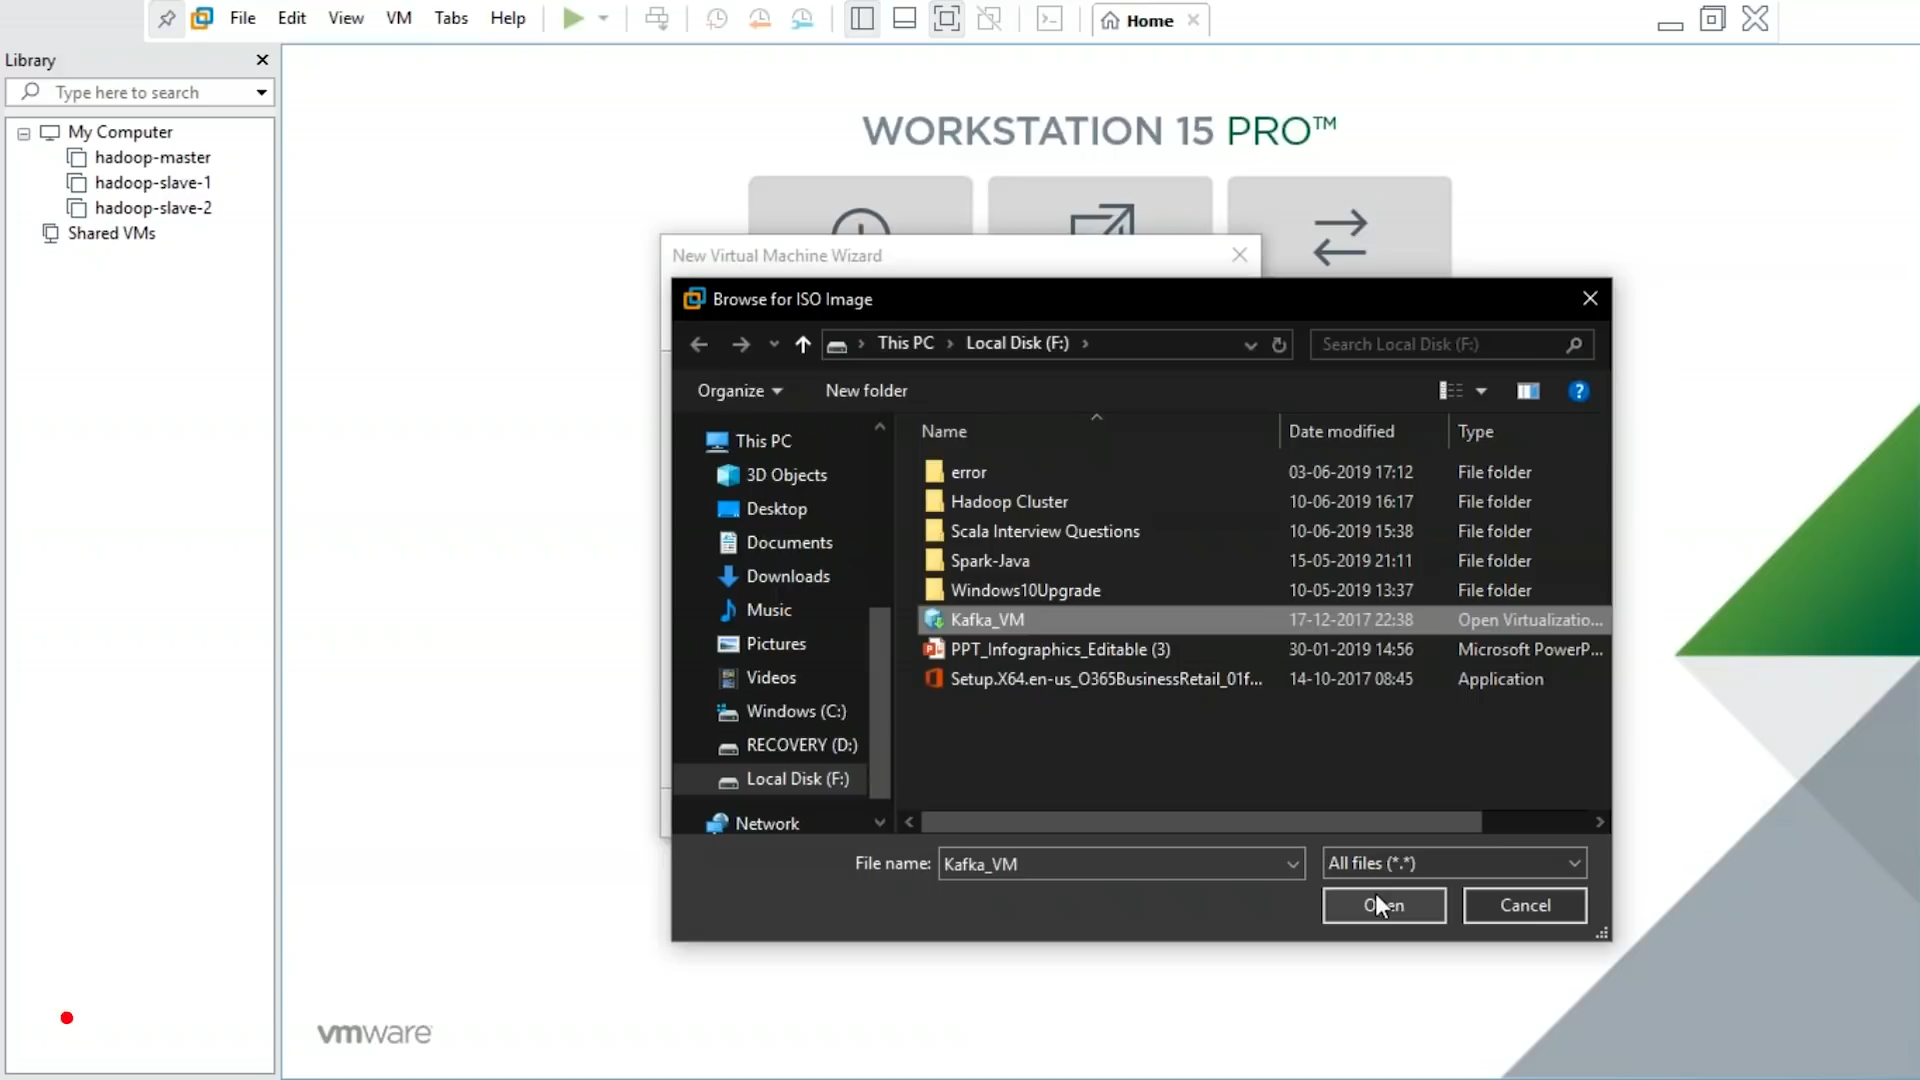 File Edit View VM Tabs Help Home
Library
Type here to search
My Computer
hadoop-master
hadoop-slave-1
hadoop-slave-2
Shared VMs
WORKSTATION 15 PRO™
New Virtual Machine Wizard
Browse for ISO Image
This PC Local Disk (F:) Search Local Disk (F:)
Organize New folder
This PC
3D Objects
Desktop
Documents
Downloads
Music
Pictures
Videos
Windows (C:)
RECOVERY (D:)
Local Disk (F:)
Network
Name Date modified Type
error 03-06-2019 17:12 File folder
Hadoop Cluster 10-06-2019 16:17 File folder
Scala Interview Questions 10-06-2019 15:38 File folder
Spark-Java 15-05-2019 21:11 File folder
Windows10Upgrade 10-05-2019 13:37 File folder
Kafka_VM 17-12-2017 22:38 Open Virtualizatio...
PPT_Infographics_Editable (3) 30-01-2019 14:56 Microsoft PowerP...
Setup.X64.en-us_O365BusinessRetail_01f... 14-10-2017 08:45 Application
File name: Kafka_VM All files (*.*)
Open Cancel
vmware